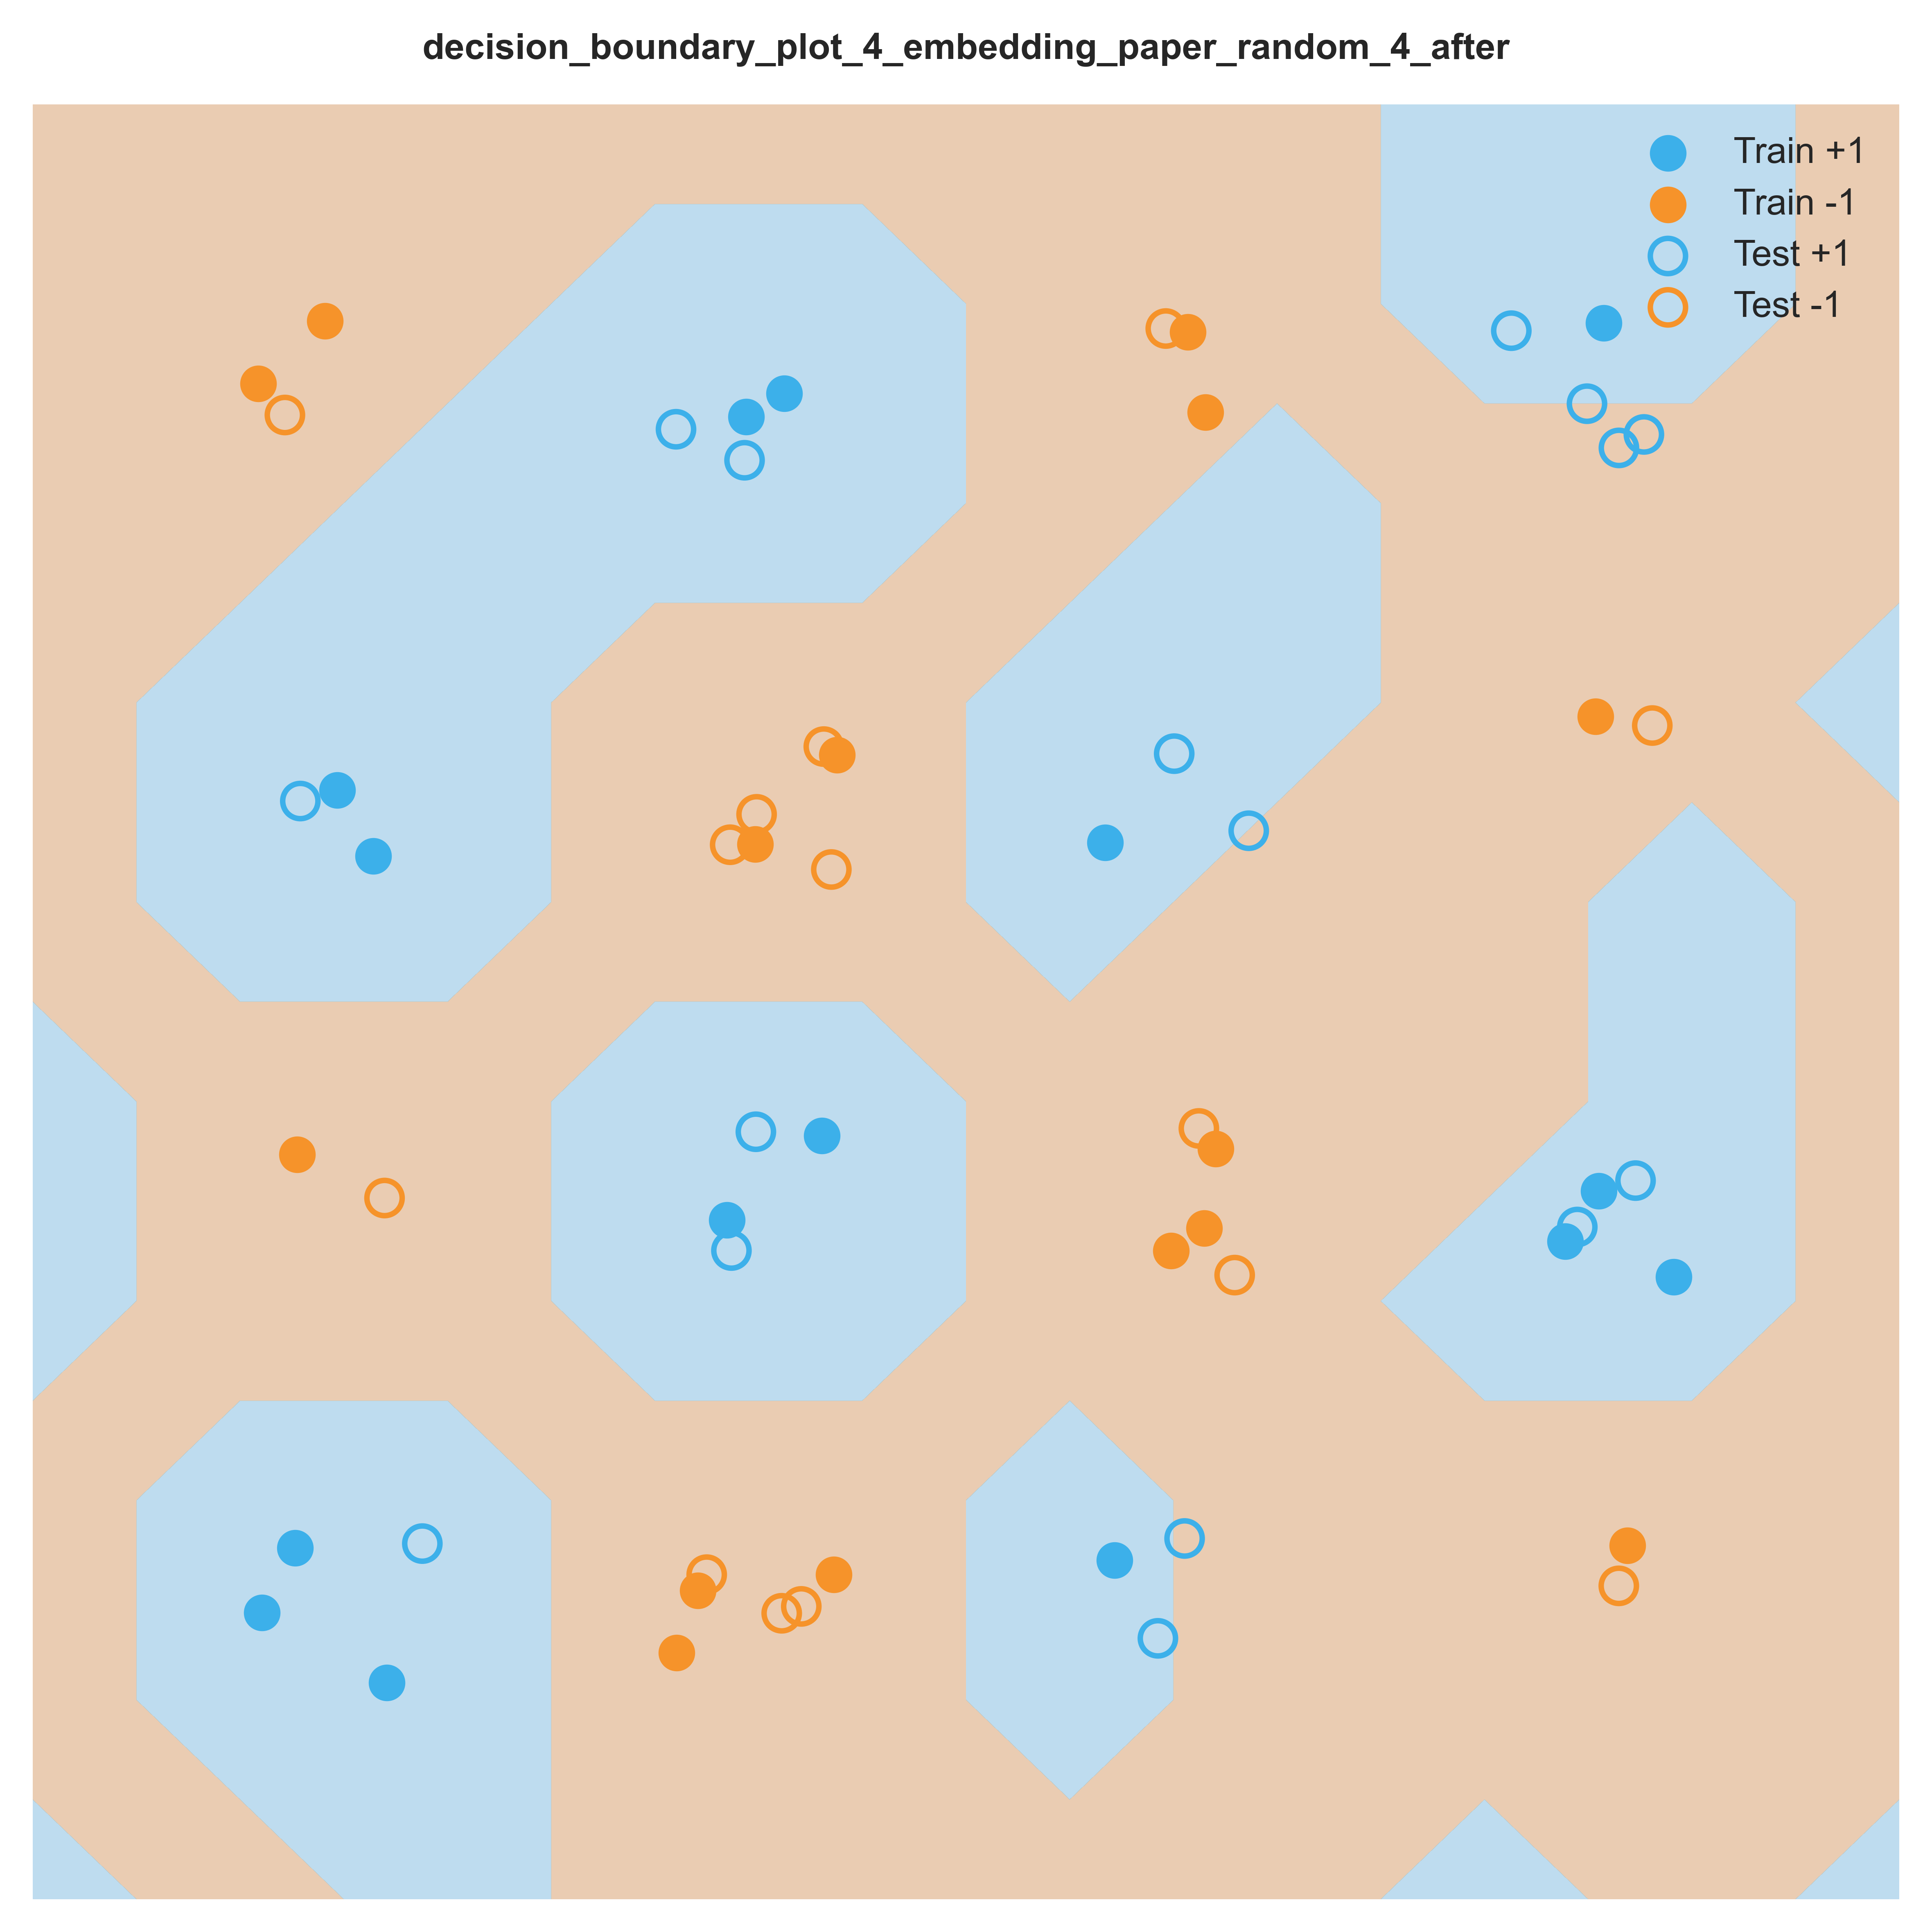 decision_boundary_plot_4_embedding_paper_random_4_after
Train +1
Train -1
Test +1
Test -1